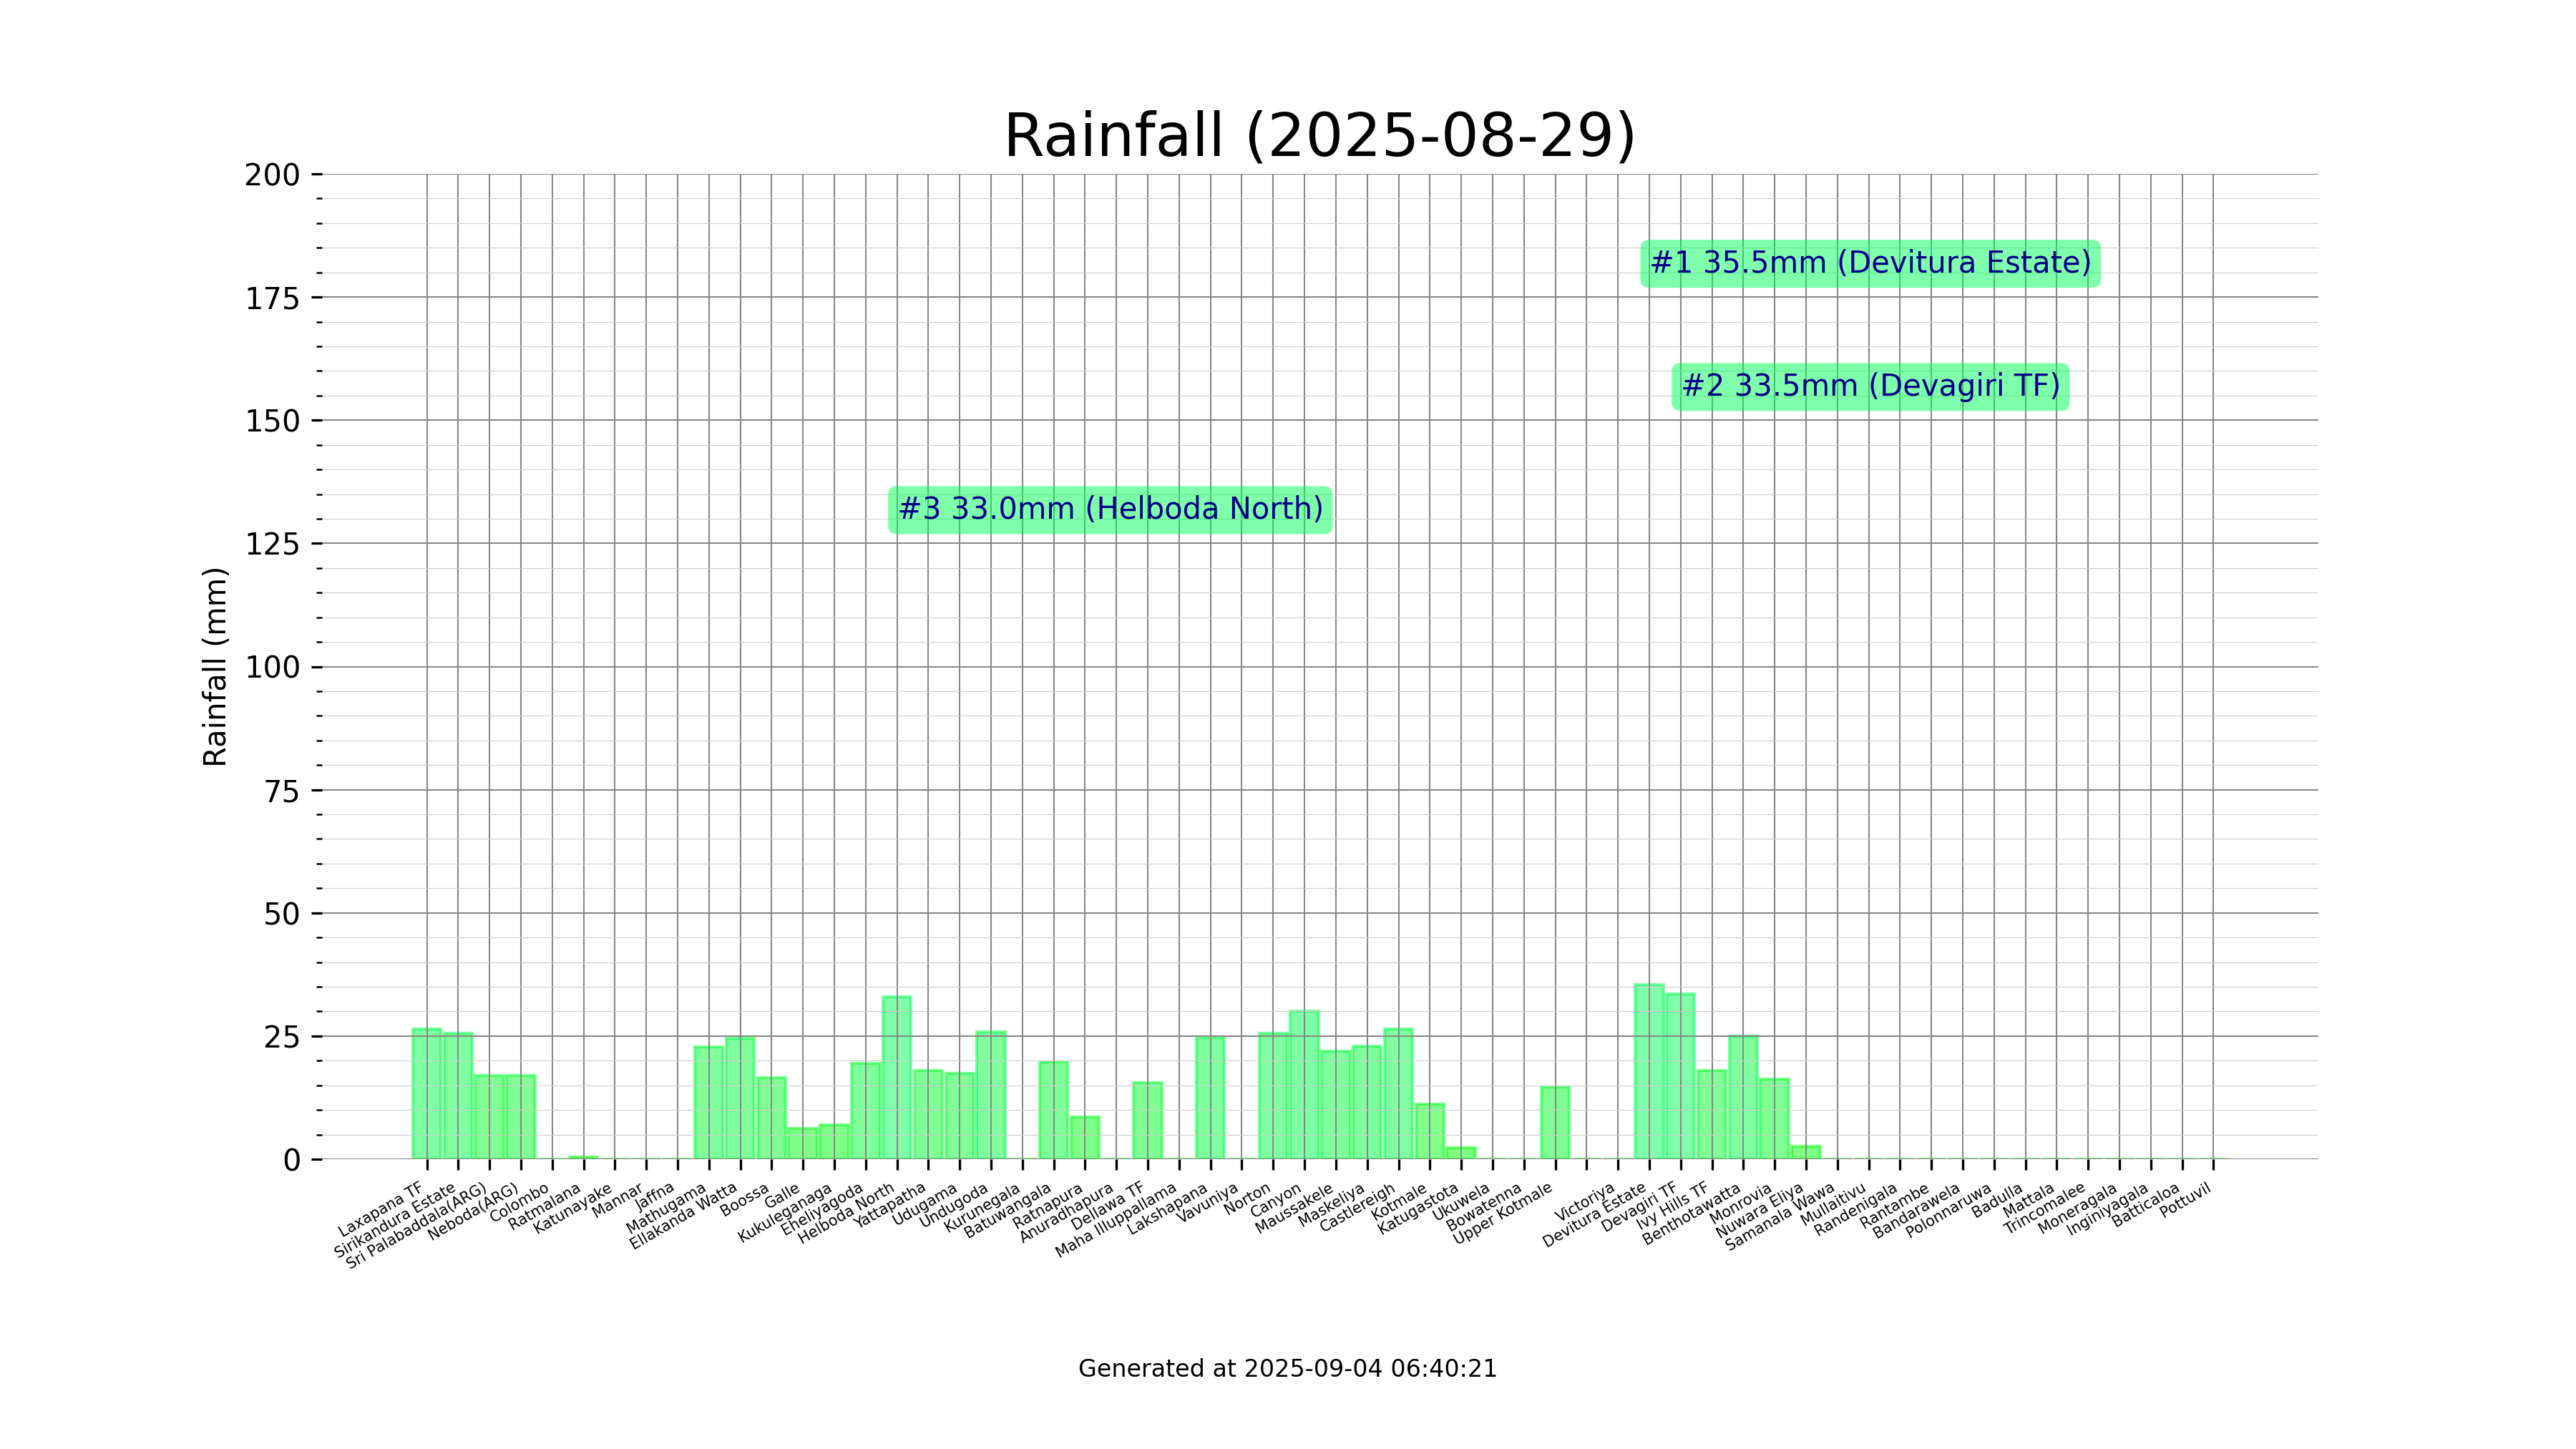 Rainfall (2025-08-29)
200
175
150
125
100
75
50
25
0
Rainfall (mm)
#1 35.5mm (Devitura Estate)
#2 33.5mm (Devagiri TF)
#3 33.0mm (Helboda North)
Laxapana TF
Sirikandura Estate
Sri Palabaddala(ARG)
Neboda(ARG)
Colombo
Ratmalana
Katunayake
Mannar
Jaffna
Mathugama
Ellakanda Watta
Boossa
Galle
Kukuleganaga
Eheliyagoda
Helboda North
Yattapatha
Udugama
Undugoda
Kurunegala
Batuwangala
Ratnapura
Anuradhapura
Dellawa TF
Maha Illuppallama
Lakshapana
Vavuniya
Norton
Canyon
Maussakele
Maskeliya
Castlereigh
Kotmale
Katugastota
Ukuwela
Bowatenna
Upper Kotmale
Victoriya
Devitura Estate
Devagiri TF
Ivy Hills TF
Benthotawatta
Monrovia
Nuwara Eliya
Samanala Wawa
Mullaitivu
Randenigala
Rantambe
Bandarawela
Polonnaruwa
Badulla
Mattala
Trincomalee
Moneragala
Inginiyagala
Batticaloa
Pottuvil
Generated at 2025-09-04 06:40:21